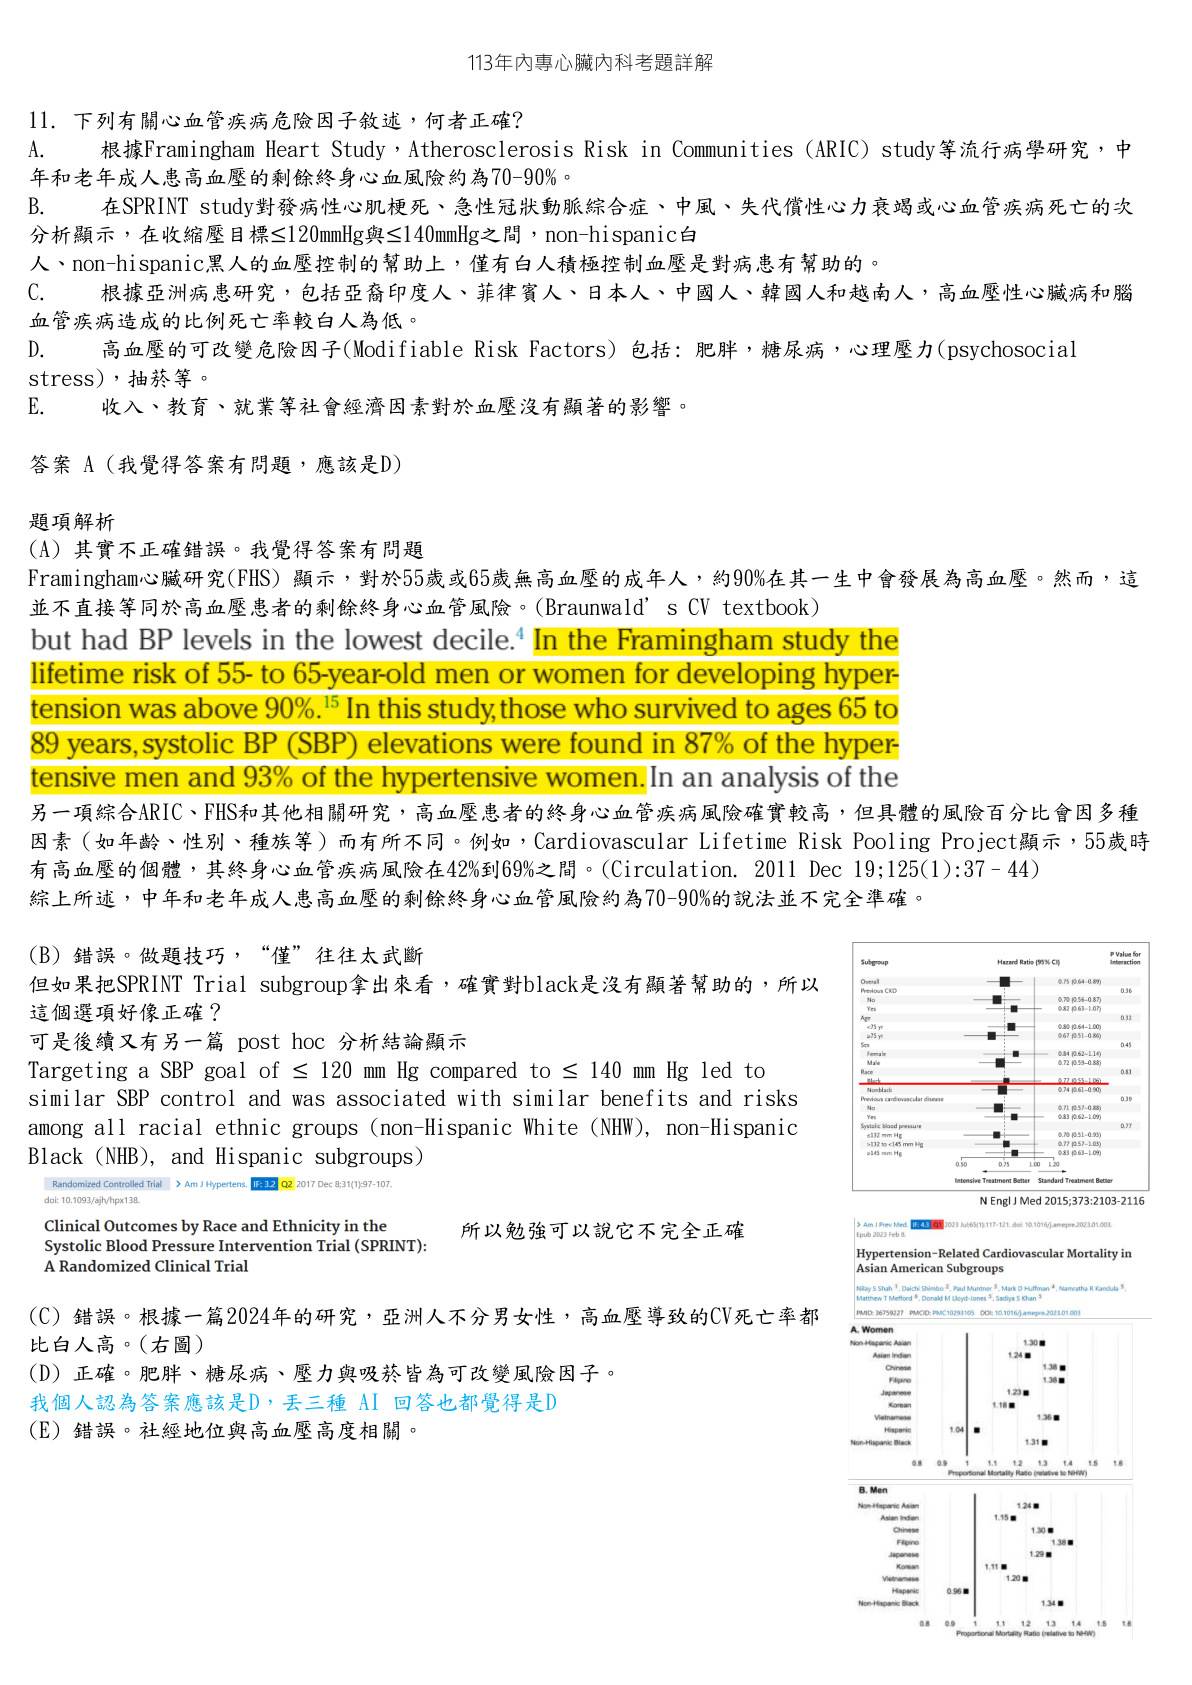 113年內專心臟內科考題詳解
11. 下列有關心血管疾病危險因子敘述，何者正確?
A. 根據Framingham Heart Study，Atherosclerosis Risk in Communities (ARIC) study等流行病學研究，中
年和老年成人患高血壓的剩餘終身心血風險約為70-90%。
B. 在SPRINT study對發病性心肌梗死、急性冠狀動脈綜合症、中風、失代償性心力衰竭或心血管疾病死亡的次
分析顯示，在收縮壓目標≤120mmHg與≤140mmHg之間，non-hispanic白
人、non-hispanic黑人的血壓控制的幫助上，僅有白人積極控制血壓是對病患有幫助的。
C. 根據亞洲病患研究，包括亞裔印度人、菲律賓人、日本人、中國人、韓國人和越南人，高血壓性心臟病和腦
血管疾病造成的比例死亡率較白人為低。
D. 高血壓的可改變危險因子(Modifiable Risk Factors) 包括: 肥胖，糖尿病，心理壓力(psychosocial
stress)，抽菸等。
E. 收入、教育、就業等社會經濟因素對於血壓沒有顯著的影響。
答案 A (我覺得答案有問題，應該是D)
題項解析
(A) 其實不正確錯誤。我覺得答案有問題
Framingham心臟研究(FHS) 顯示，對於55歲或65歲無高血壓的成年人，約90%在其一生中會發展為高血壓。然而，這
並不直接等同於高血壓患者的剩餘終身心血管風險。(Braunwald's CV textbook)
but had BP levels in the lowest decile.4 In the Framingham study the
lifetime risk of 55- to 65-year-old men or women for developing hyper-
tension was above 90%.15 In this study, those who survived to ages 65 to
89 years, systolic BP (SBP) elevations were found in 87% of the hyper-
tensive men and 93% of the hypertensive women. In an analysis of the
另一項綜合ARIC、FHS和其他相關研究，高血壓患者的終身心血管疾病風險確實較高，但具體的風險百分比會因多種
因素（如年齡、性別、種族等）而有所不同。例如，Cardiovascular Lifetime Risk Pooling Project顯示，55歲時
有高血壓的個體，其終身心血管疾病風險在42%到69%之間。(Circulation. 2011 Dec 19;125(1):37–44)
綜上所述，中年和老年成人患高血壓的剩餘終身心血管風險約為70-90%的說法並不完全準確。
(B) 錯誤。做題技巧，“僅”往往太武斷
但如果把SPRINT Trial subgroup拿出來看，確實對black是沒有顯著幫助的，所以
這個選項好像正確？
可是後續又有另一篇 post hoc 分析結論顯示
Targeting a SBP goal of ≤ 120 mm Hg compared to ≤ 140 mm Hg led to
similar SBP control and was associated with similar benefits and risks
among all racial ethnic groups (non-Hispanic White (NHW), non-Hispanic
Black (NHB), and Hispanic subgroups)
Randomized Controlled Trial > Am J Hypertens. IF: 3.2 Q2 2017 Dec 8;31(1):97-107.
doi: 10.1093/ajh/hpx138.
Clinical Outcomes by Race and Ethnicity in the
Systolic Blood Pressure Intervention Trial (SPRINT):
A Randomized Clinical Trial
所以勉強可以說它不完全正確
(C) 錯誤。根據一篇2024年的研究，亞洲人不分男女性，高血壓導致的CV死亡率都
比白人高。(右圖)
(D) 正確。肥胖、糖尿病、壓力與吸菸皆為可改變風險因子。
我個人認為答案應該是D，丟三種 AI 回答也都覺得是D
(E) 錯誤。社經地位與高血壓高度相關。
Subgroup Hazard Ratio (95% CI) P Value for Interaction
Overall 0.75 (0.64–0.89)
Previous CKD 0.36
No 0.70 (0.56–0.87)
Yes 0.82 (0.63–1.07)
Age 0.32
<75 yr 0.80 (0.64–1.00)
≥75 yr 0.67 (0.51–0.86)
Sex 0.45
Female 0.84 (0.62–1.14)
Male 0.72 (0.59–0.88)
Race 0.83
Black 0.77 (0.55–1.06)
Nonblack 0.74 (0.61–0.90)
Previous cardiovascular disease 0.39
No 0.71 (0.57–0.88)
Yes 0.83 (0.62–1.09)
Systolic blood pressure 0.77
≤132 mm Hg 0.70 (0.51–0.95)
>132 to <145 mm Hg 0.77 (0.57–1.03)
≥145 mm Hg 0.83 (0.63–1.09)
0.50 0.75 1.00 1.20
Intensive Treatment Better Standard Treatment Better
N Engl J Med 2015;373:2103-2116
> Am J Prev Med. IF: 4.3 Q1 2023 Jul;65(1):117-121. doi: 10.1016/j.amepre.2023.01.003.
Epub 2023 Feb 8.
Hypertension-Related Cardiovascular Mortality in
Asian American Subgroups
Nilay S Shah 1, Daichi Shimbo 2, Paul Muntner 3, Mark D Huffman 4, Namratha R Kandula 5,
Matthew T Mefford 6, Donald M Lloyd-Jones 3, Sadiya S Khan 3
PMID: 36759227 PMCID: PMC10293105 DOI: 10.1016/j.amepre.2023.01.003
A. Women
Non-Hispanic Asian 1.30
Asian Indian 1.24
Chinese 1.38
Filipino 1.38
Japanese 1.23
Korean 1.18
Vietnamese 1.36
Hispanic 1.04
Non-Hispanic Black 1.31
0.8 0.9 1 1.1 1.2 1.3 1.4 1.5 1.6
Proportional Mortality Ratio (relative to NHW)
B. Men
Non-Hispanic Asian 1.24
Asian Indian 1.15
Chinese 1.30
Filipino 1.38
Japanese 1.29
Korean 1.11
Vietnamese 1.20
Hispanic 0.96
Non-Hispanic Black 1.34
0.8 0.9 1 1.1 1.2 1.3 1.4 1.5 1.6
Proportional Mortality Ratio (relative to NHW)